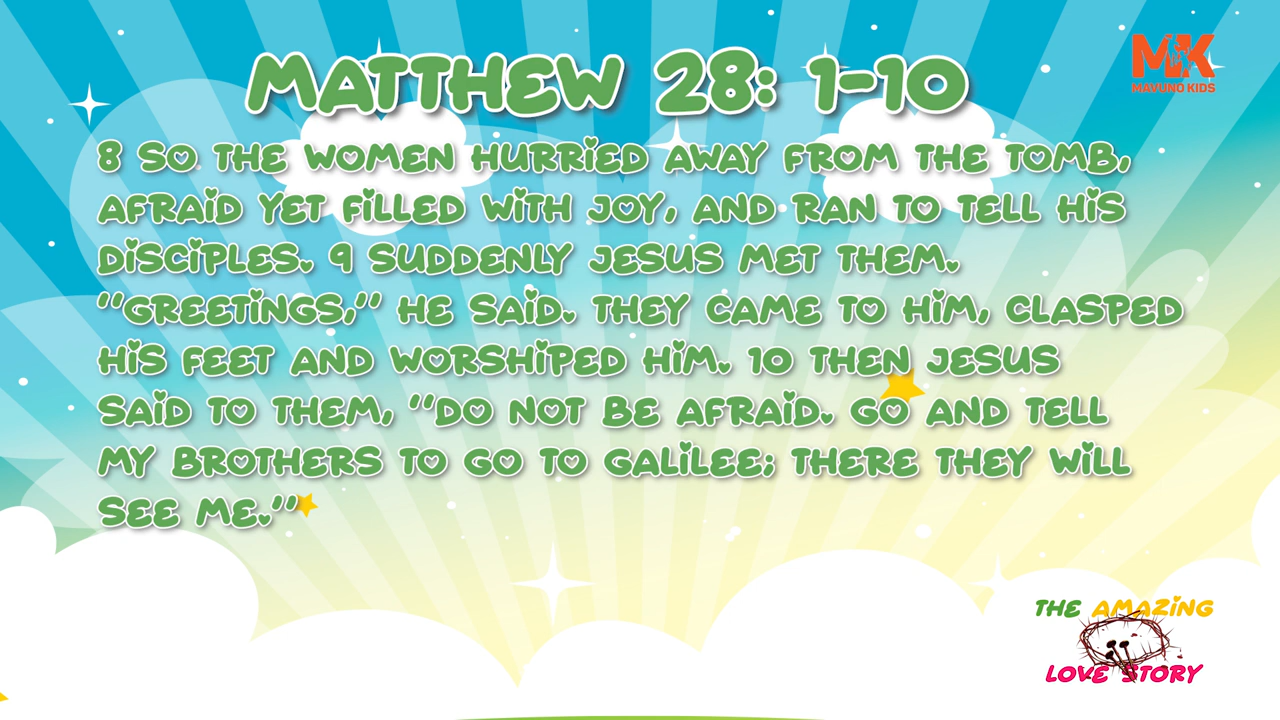 MATTHEW 28: 1-10
MK
MAVUNO KIDS
8 SO THE WOMEN HURRIED AWAY FROM THE TOMB,
AFRAID YET FILLED WITH JOY, AND RAN TO TELL HIS
DISCIPLES. 9 SUDDENLY JESUS MET THEM.
"GREETINGS," HE SAID. THEY CAME TO HIM, CLASPED
HIS FEET AND WORSHIPED HIM. 10 THEN JESUS
SAID TO THEM, "DO NOT BE AFRAID. GO AND TELL
MY BROTHERS TO GO TO GALILEE; THERE THEY WILL
SEE ME."
THE AMAZING
LOVE STORY